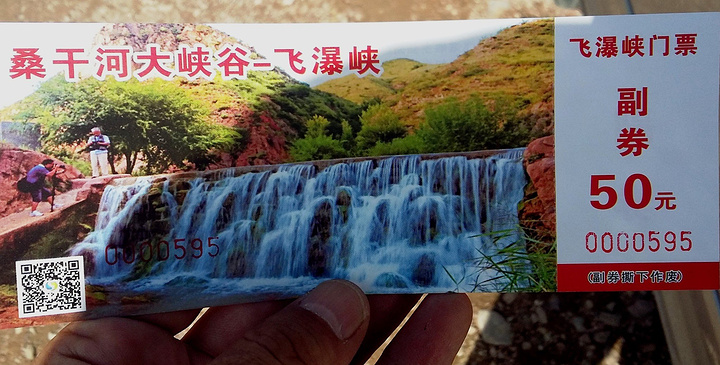 桑干河大峡谷-飞瀑峡
0000595
飞瀑峡门票
副
券
50元
0000595
(副券撕下作废)